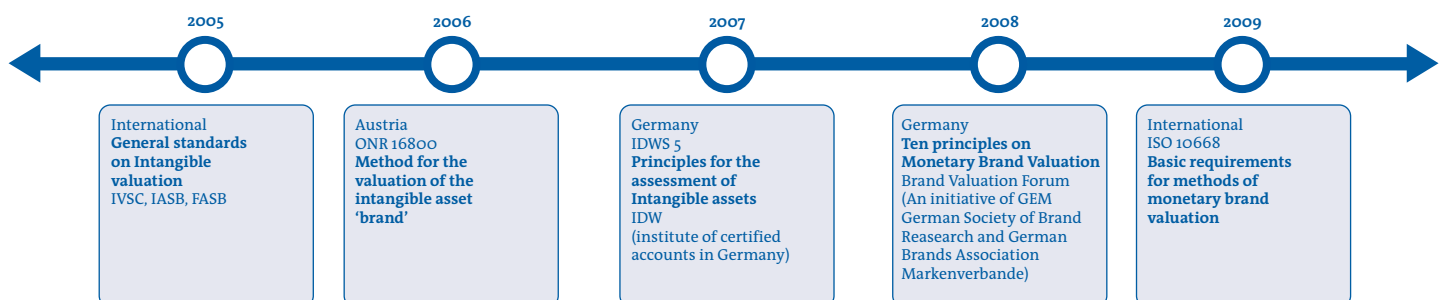 2005
International
General standards
on Intangible
valuation
IVSC, IASB, FASB
2006
Austria
ONR 16800
Method for the
valuation of the
intangible asset
‘brand’
2007
Germany
IDWS 5
Principles for the
assessment of
Intangible assets
IDW
(institute of certified
accounts in Germany)
2008
Germany
Ten principles on
Monetary Brand Valuation
Brand Valuation Forum
(An initiative of GEM
German Society of Brand
Reasearch and German
Brands Association
Markenverbande)
2009
International
ISO 10668
Basic requirements
for methods of
monetary brand
valuation